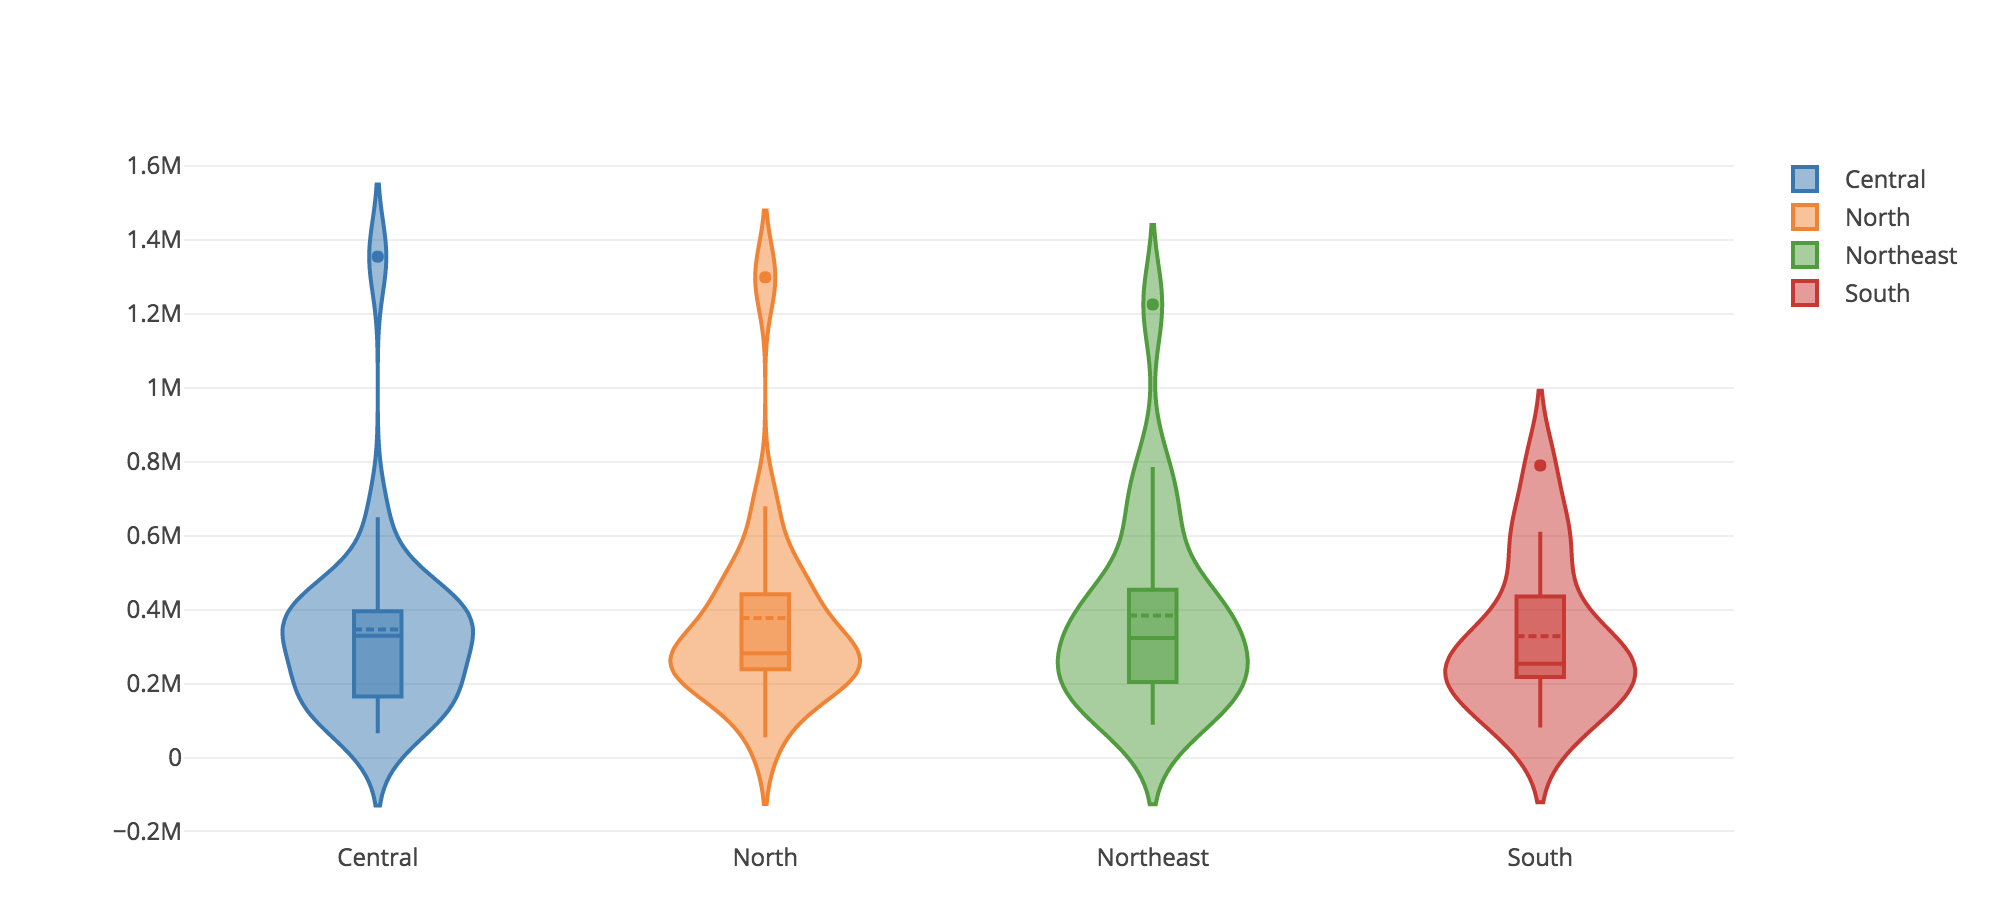 1.6M
1.4M
1.2M
1M
0.8M
0.6M
0.4M
0.2M
0
−0.2M
Central North Northeast South
Central
North
Northeast
South